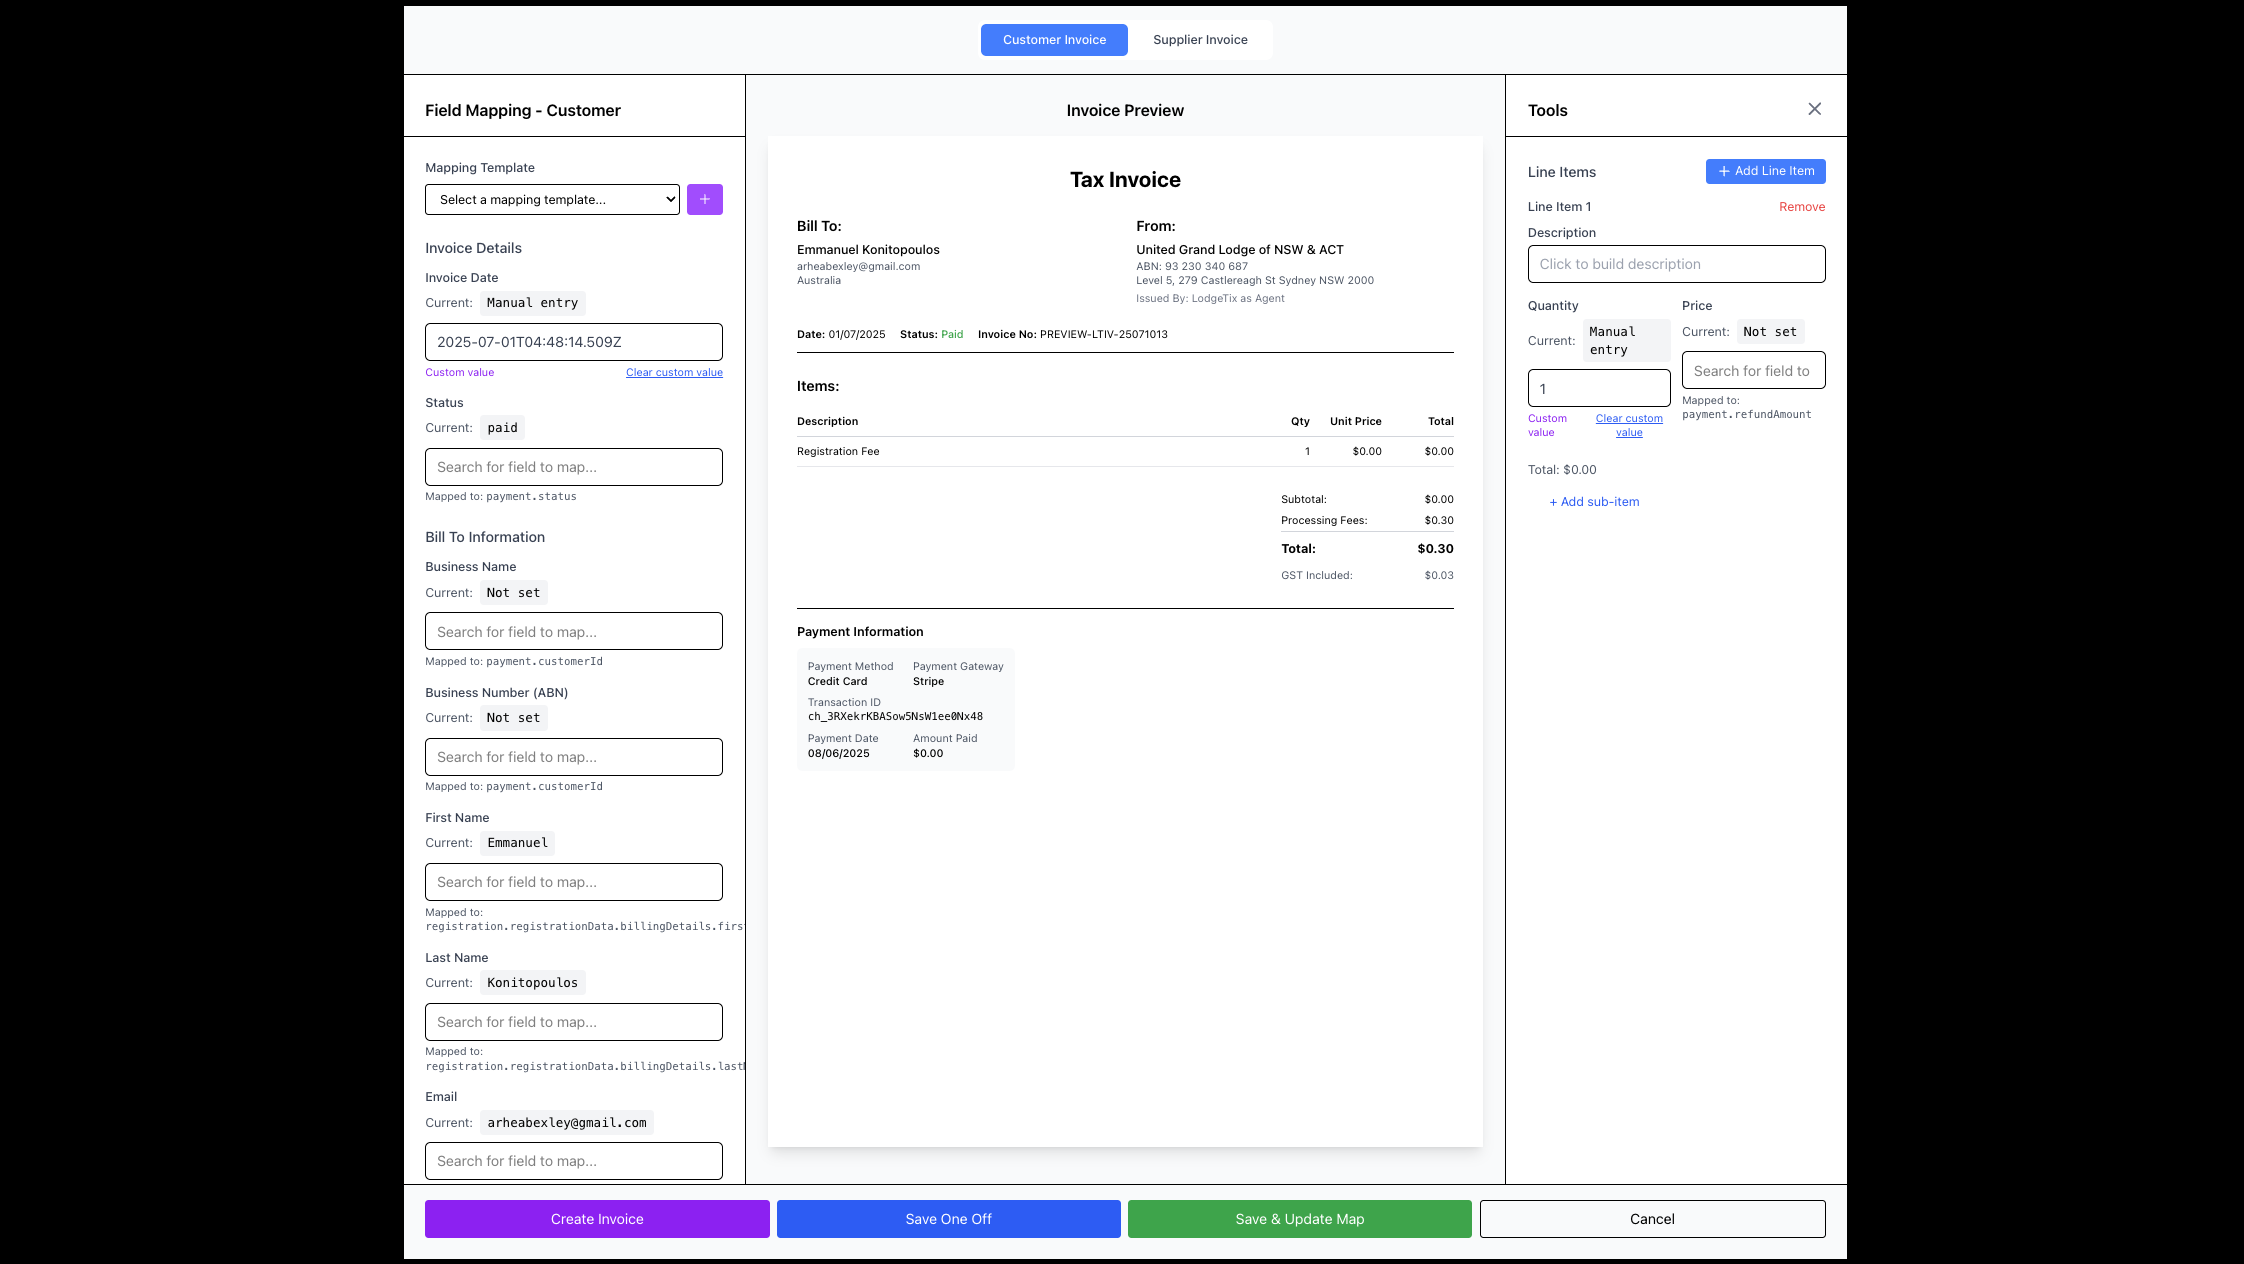 Customer Invoice
Supplier Invoice
Field Mapping - Customer
Mapping Template
Select a mapping template...
+
Invoice Details
Invoice Date
Current: Manual entry
2025-07-01T04:48:14.509Z
Custom value
Clear custom value
Status
Current: paid
Search for field to map...
Mapped to: payment.status
Bill To Information
Business Name
Current: Not set
Search for field to map...
Mapped to: payment.customerId
Business Number (ABN)
Current: Not set
Search for field to map...
Mapped to: payment.customerId
First Name
Current: Emmanuel
Search for field to map...
Mapped to:
registration.registrationData.billingDetails.firs
Last Name
Current: Konitopoulos
Search for field to map...
Mapped to:
registration.registrationData.billingDetails.last
Email
Current: arheabexley@gmail.com
Search for field to map...
Invoice Preview
Tax Invoice
Bill To:
Emmanuel Konitopoulos
arheabexley@gmail.com
Australia
From:
United Grand Lodge of NSW & ACT
ABN: 93 230 340 687
Level 5, 279 Castlereagh St Sydney NSW 2000
Issued By: LodgeTix as Agent
Date: 01/07/2025 Status: Paid Invoice No: PREVIEW-LTIV-25071013
Items:
Description Qty Unit Price Total
Registration Fee 1 $0.00 $0.00
Subtotal: $0.00
Processing Fees: $0.30
Total: $0.30
GST Included: $0.03
Payment Information
Payment Method Payment Gateway
Credit Card Stripe
Transaction ID
ch_3RXekrKBASow5NsW1ee0Nx48
Payment Date Amount Paid
08/06/2025 $0.00
Tools
Line Items
+ Add Line Item
Line Item 1
Remove
Description
Click to build description
Quantity
Current: Manual entry
1
Custom value
Clear custom value
Price
Current: Not set
Search for field to
Mapped to:
payment.refundAmount
Total: $0.00
+ Add sub-item
Create Invoice
Save One Off
Save & Update Map
Cancel